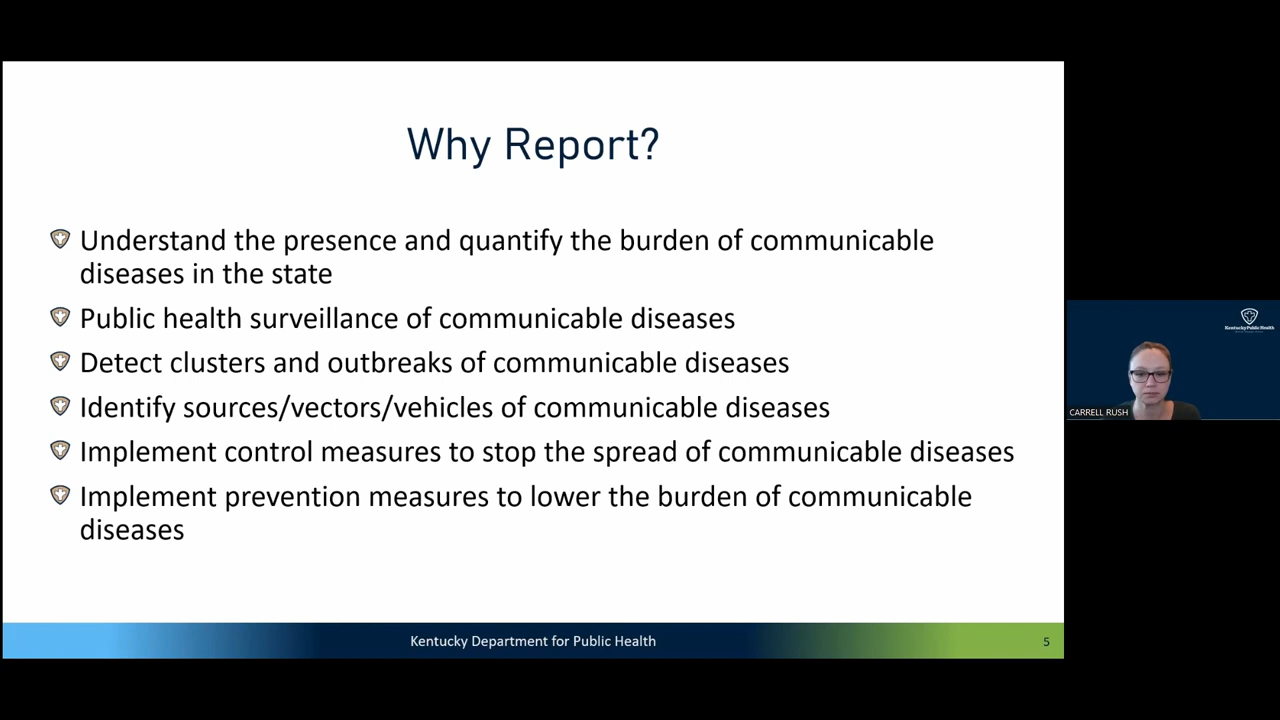 Why Report?
Understand the presence and quantify the burden of communicable
diseases in the state
Public health surveillance of communicable diseases
Detect clusters and outbreaks of communicable diseases
Identify sources/vectors/vehicles of communicable diseases
Implement control measures to stop the spread of communicable diseases
Implement prevention measures to lower the burden of communicable
diseases
Kentucky Department for Public Health
5
KentuckyPublicHealth
CARRELL RUSH